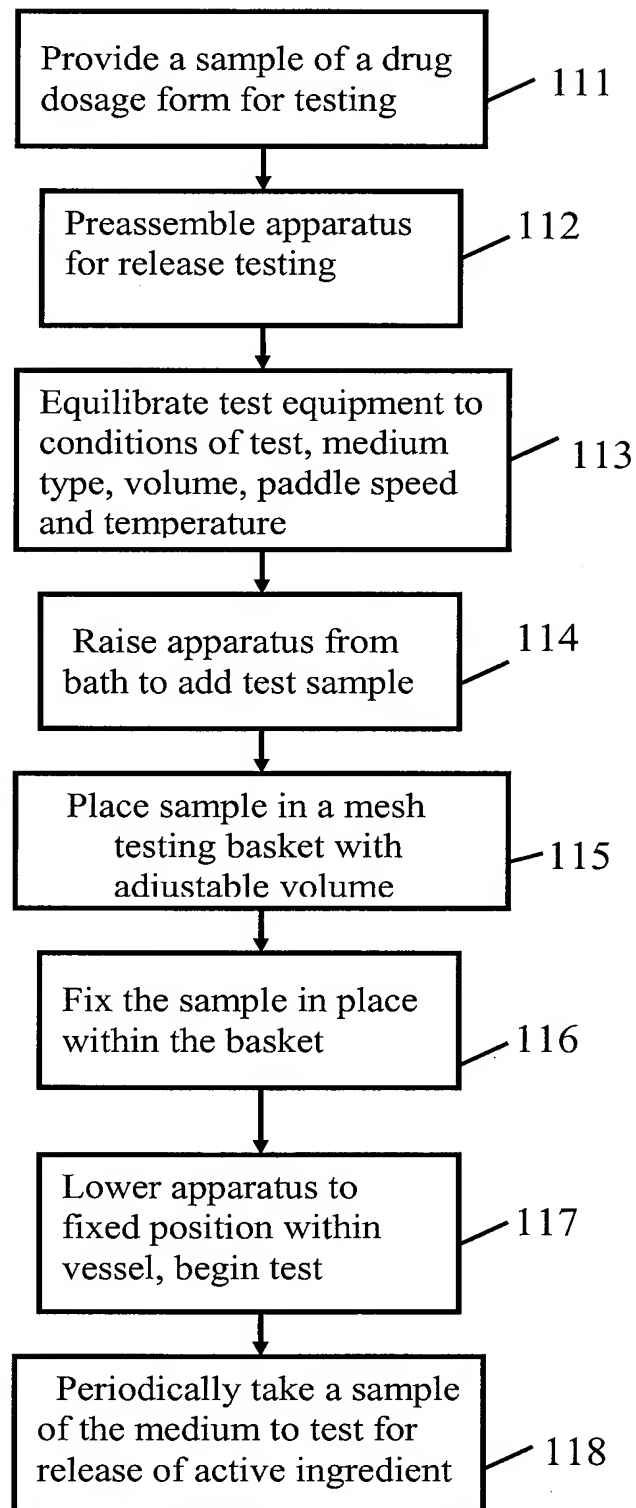 Provide a sample of a drug
dosage form for testing
111
Preassemble apparatus
for release testing
112
Equilibrate test equipment to
conditions of test, medium
type, volume, paddle speed
and temperature
113
Raise apparatus from
bath to add test sample
114
Place sample in a mesh
testing basket with
adjustable volume
115
Fix the sample in place
within the basket
116
Lower apparatus to
fixed position within
vessel, begin test
117
Periodically take a sample
of the medium to test for
release of active ingredient
118